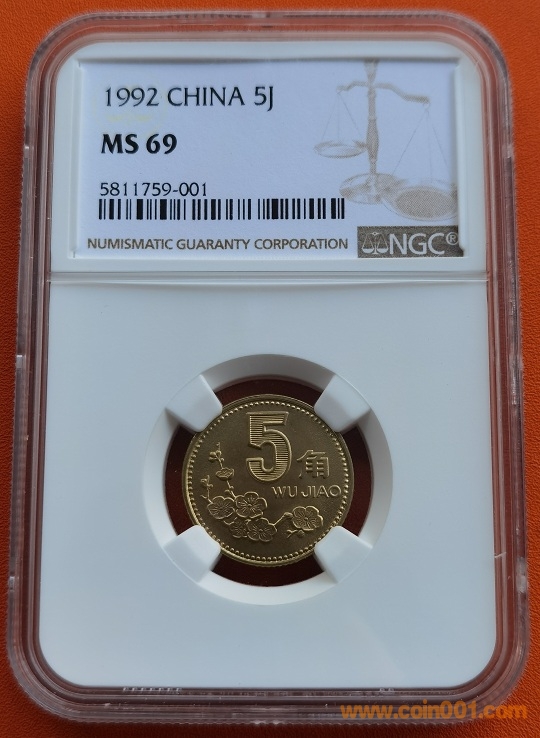 1992 CHINA 5J
MS 69
5811759-001
NUMISMATIC GUARANTY CORPORATION
NGC®
5角
WU JIAO
www.coin001.com